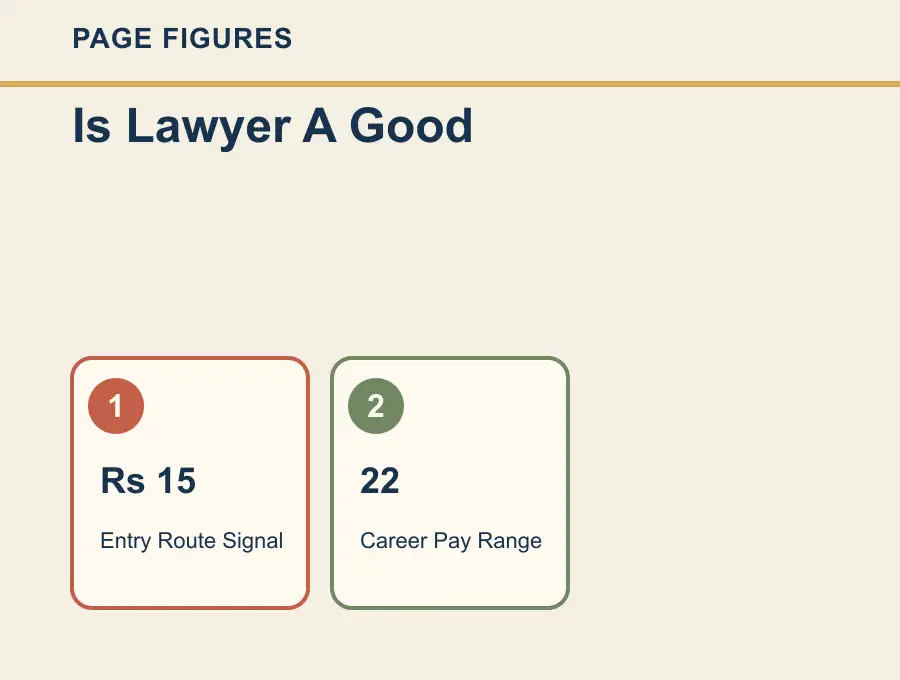 PAGE FIGURES
Is Lawyer A Good
1
Rs 15
Entry Route Signal
2
22
Career Pay Range